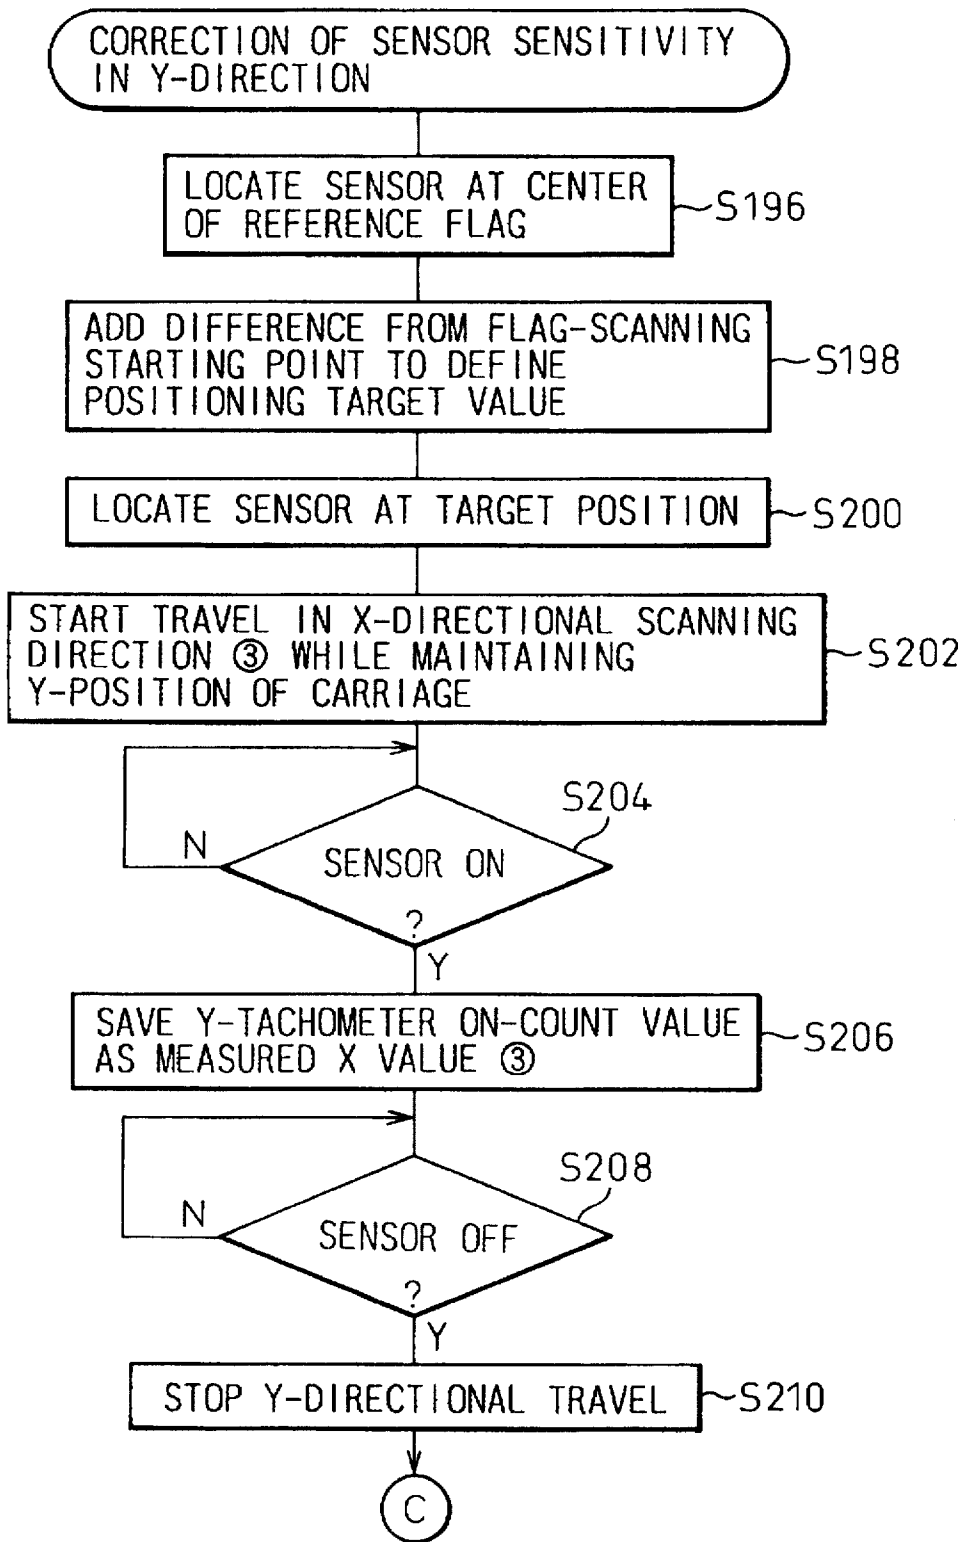 CORRECTION OF SENSOR SENSITIVITY
IN Y-DIRECTION
LOCATE SENSOR AT CENTER
OF REFERENCE FLAG
S196
ADD DIFFERENCE FROM FLAG-SCANNING
STARTING POINT TO DEFINE
POSITIONING TARGET VALUE
S198
LOCATE SENSOR AT TARGET POSITION
S200
START TRAVEL IN X-DIRECTIONAL SCANNING
DIRECTION ③ WHILE MAINTAINING
Y-POSITION OF CARRIAGE
S202
S204
N
SENSOR ON
?
Y
SAVE Y-TACHOMETER ON-COUNT VALUE
AS MEASURED X VALUE ③
S206
S208
N
SENSOR OFF
?
Y
STOP Y-DIRECTIONAL TRAVEL
S210
C